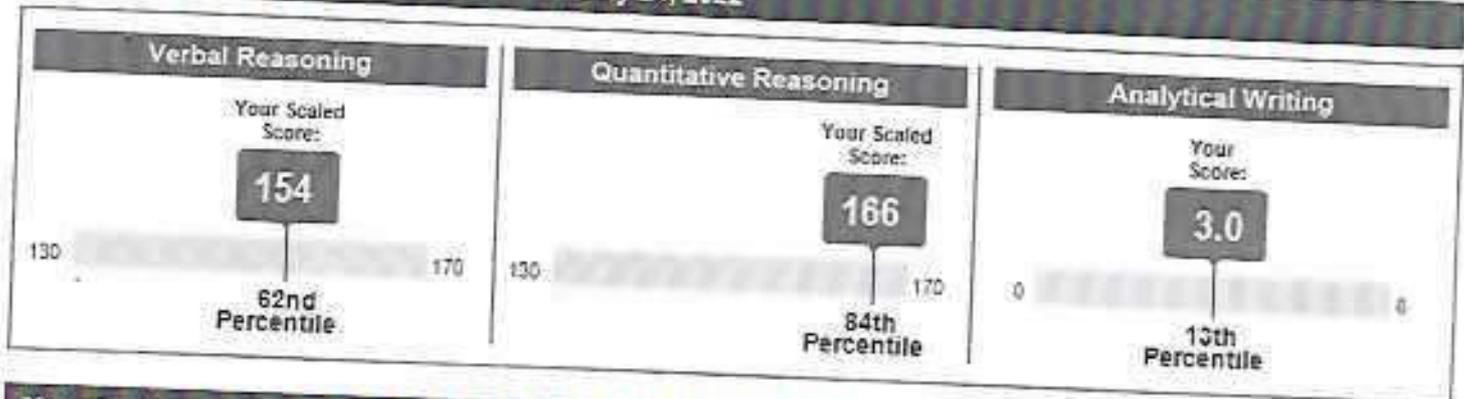 2022
Verbal Reasoning
Your Scaled
Score:
154
130
170
62nd
Percentile
Quantitative Reasoning
Your Scaled
Score:
166
130
170
84th
Percentile
Analytical Writing
Your
Score:
3.0
0
6
13th
Percentile